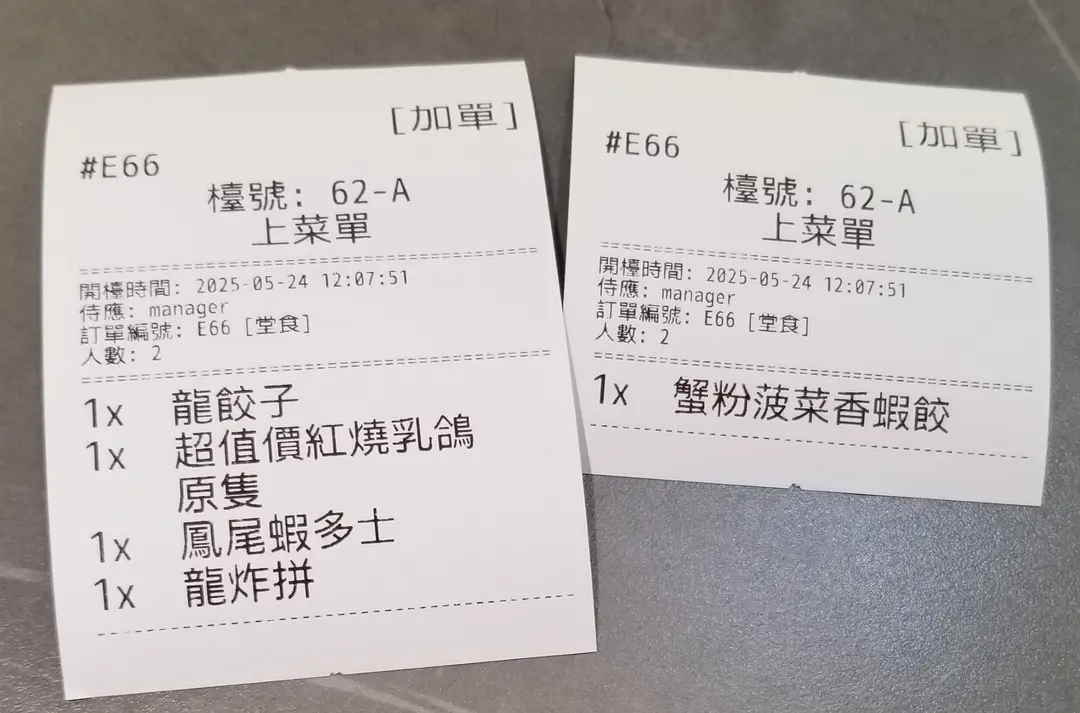 [加單]
#E66
檯號: 62-A
上菜單
開檯時間: 2025-05-24 12:07:51
侍應: manager
訂單編號: E66 [堂食]
人數: 2
1x 龍餃子
1x 超值價紅燒乳鴿
原隻
1x 鳳尾蝦多士
1x 龍炸拼
[加單]
#E66
檯號: 62-A
上菜單
開檯時間: 2025-05-24 12:07:51
侍應: manager
訂單編號: E66 [堂食]
人數: 2
1x 蟹粉菠菜香蝦餃